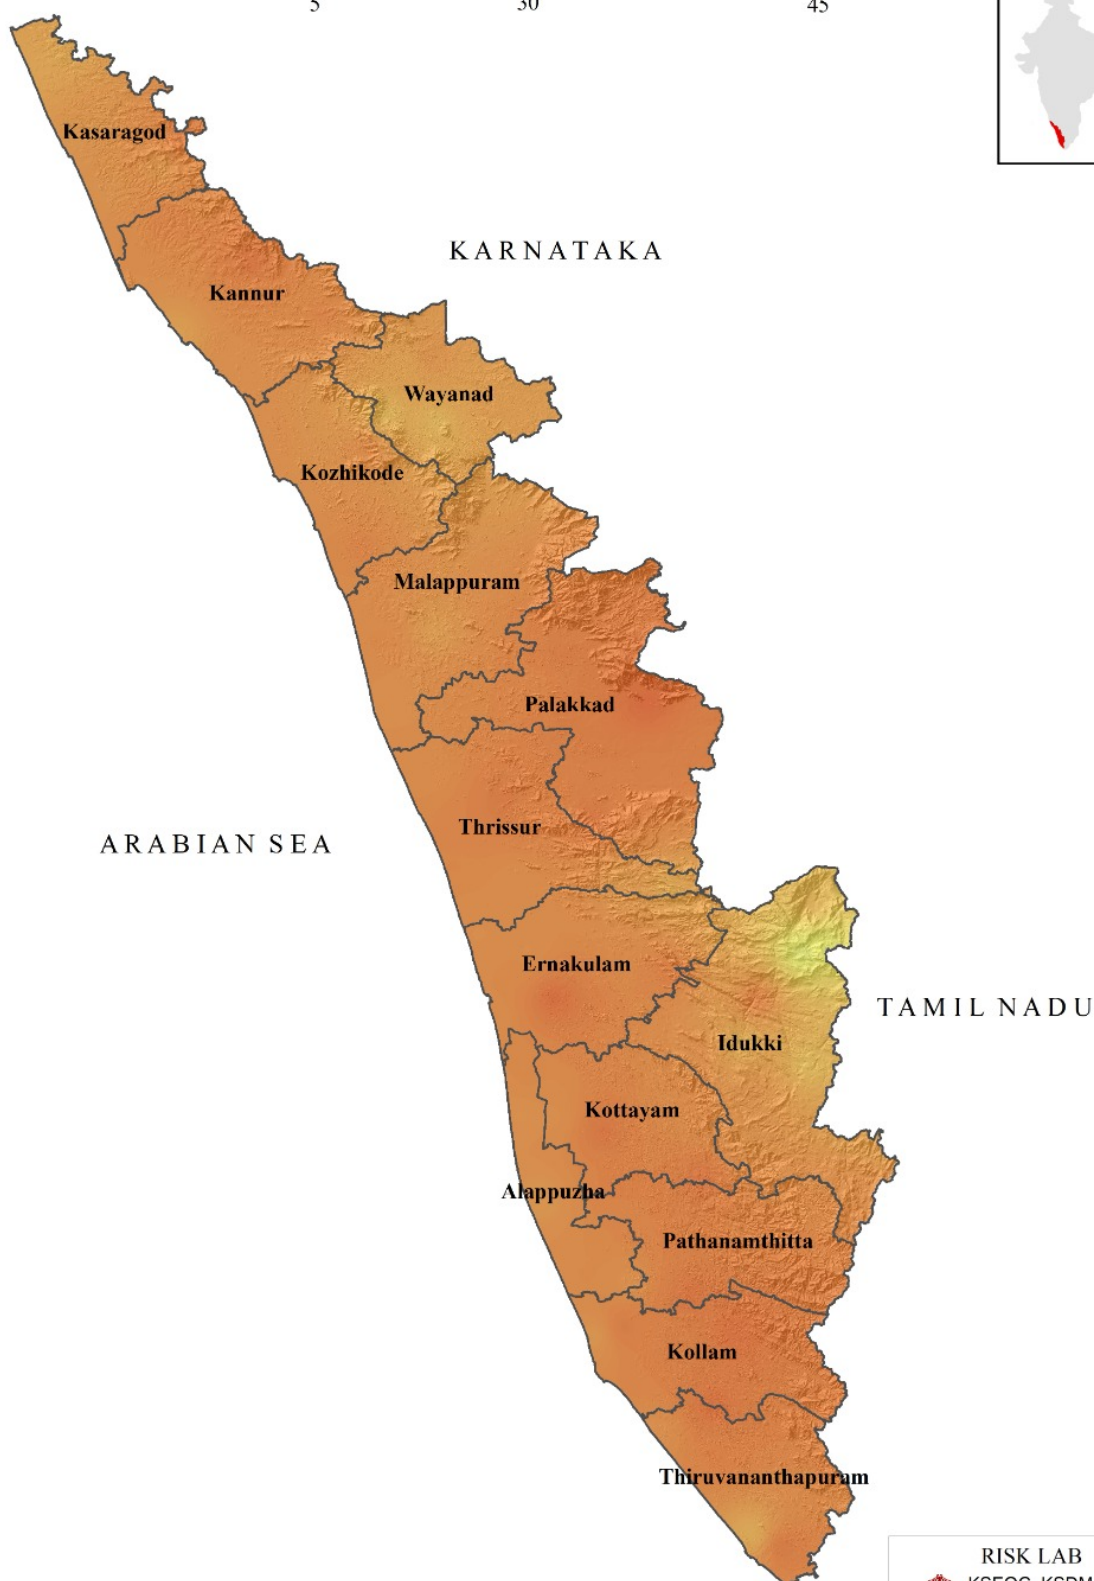 5 30 45
Kasaragod
KARNATAKA
Kannur
Wayanad
Kozhikode
Malappuram
Palakkad
Thrissur
ARABIAN SEA
Ernakulam
TAMIL NADU
Idukki
Kottayam
Alappuzha
Pathanamthitta
Kollam
Thiruvananthapuram
RISK LAB